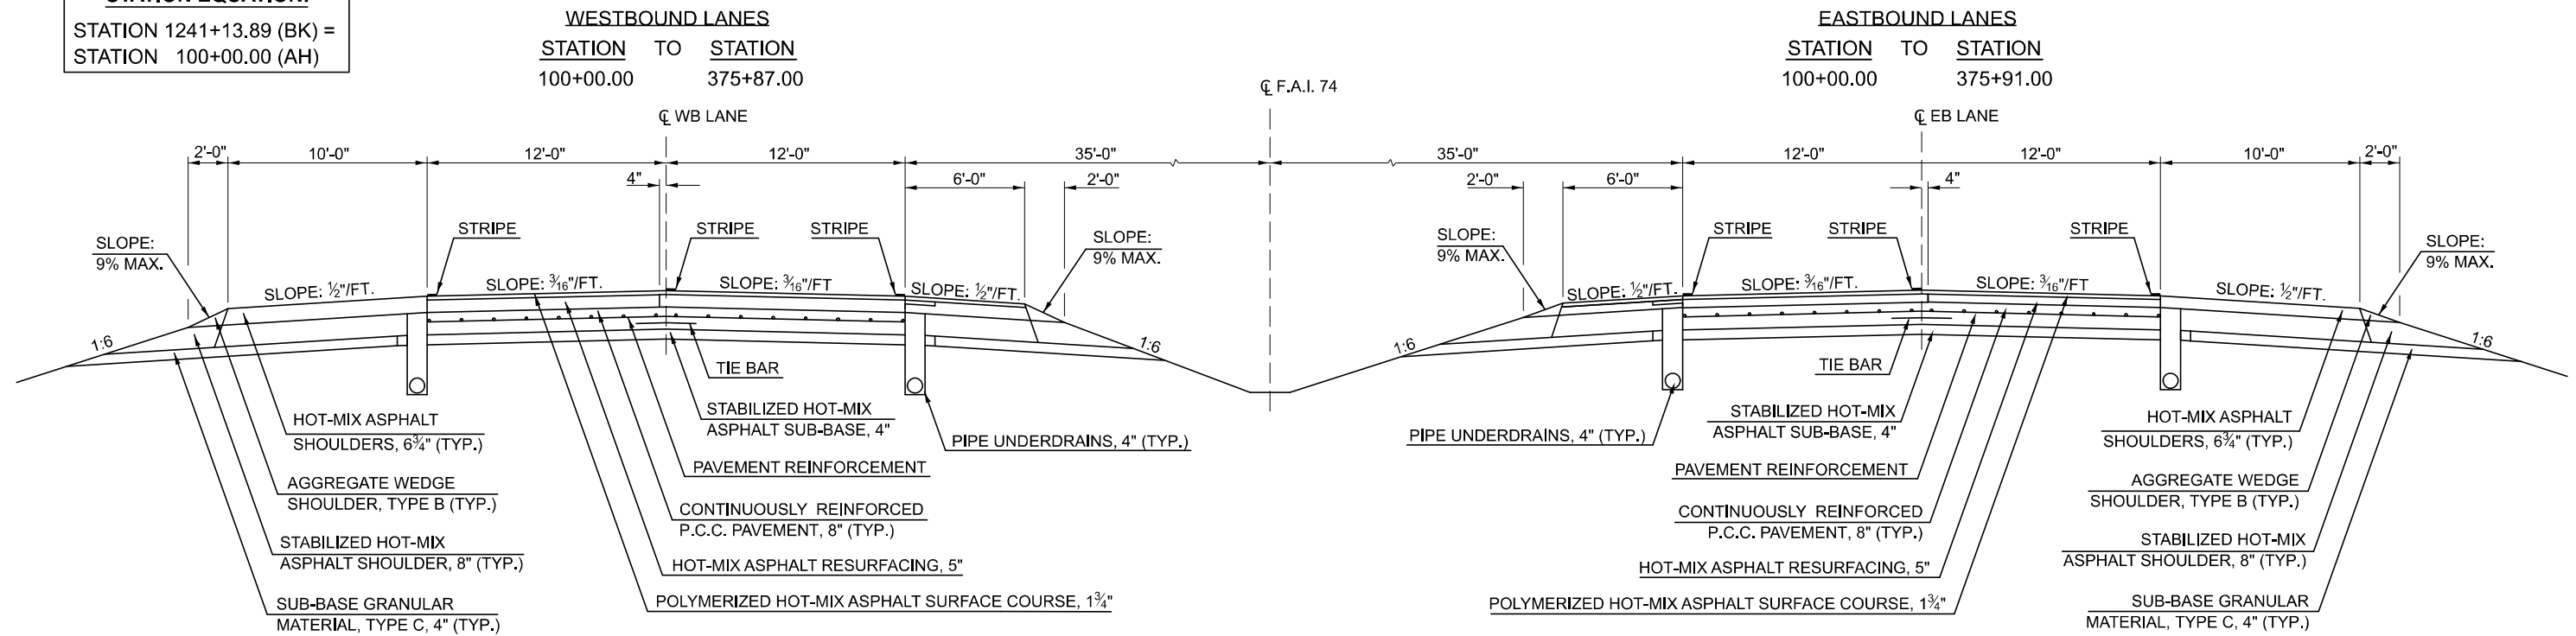 STATION EQUATION:
STATION 1241+13.89 (BK) =
STATION 100+00.00 (AH)
WESTBOUND LANES
STATION TO STATION
100+00.00 375+87.00
EASTBOUND LANES
STATION TO STATION
100+00.00 375+91.00
℄ F.A.I. 74
℄ WB LANE
℄ EB LANE
2'-0" 10'-0" 12'-0" 12'-0" 35'-0" 35'-0" 12'-0" 12'-0" 10'-0" 2'-0"
4" 6'-0" 2'-0" 2'-0" 6'-0" 4"
SLOPE:
9% MAX.
STRIPE
STRIPE
STRIPE
SLOPE:
9% MAX.
SLOPE:
9% MAX.
STRIPE
STRIPE
STRIPE
SLOPE:
9% MAX.
SLOPE: ½"/FT.
SLOPE: 3/16"/FT.
SLOPE: 3/16"/FT
SLOPE: ½"/FT.
SLOPE: ½"/FT.
SLOPE: 3/16"/FT.
SLOPE: 3/16"/FT
SLOPE: ½"/FT.
1:6
1:6
1:6
1:6
TIE BAR
STABILIZED HOT-MIX
ASPHALT SUB-BASE, 4"
PIPE UNDERDRAINS, 4" (TYP.)
HOT-MIX ASPHALT
SHOULDERS, 6¾" (TYP.)
PAVEMENT REINFORCEMENT
AGGREGATE WEDGE
SHOULDER, TYPE B (TYP.)
CONTINUOUSLY REINFORCED
P.C.C. PAVEMENT, 8" (TYP.)
STABILIZED HOT-MIX
ASPHALT SHOULDER, 8" (TYP.)
HOT-MIX ASPHALT RESURFACING, 5"
POLYMERIZED HOT-MIX ASPHALT SURFACE COURSE, 1¾"
SUB-BASE GRANULAR
MATERIAL, TYPE C, 4" (TYP.)
TIE BAR
STABILIZED HOT-MIX
ASPHALT SUB-BASE, 4"
PIPE UNDERDRAINS, 4" (TYP.)
HOT-MIX ASPHALT
SHOULDERS, 6¾" (TYP.)
PAVEMENT REINFORCEMENT
AGGREGATE WEDGE
SHOULDER, TYPE B (TYP.)
CONTINUOUSLY REINFORCED
P.C.C. PAVEMENT, 8" (TYP.)
STABILIZED HOT-MIX
ASPHALT SHOULDER, 8" (TYP.)
HOT-MIX ASPHALT RESURFACING, 5"
POLYMERIZED HOT-MIX ASPHALT SURFACE COURSE, 1¾"
SUB-BASE GRANULAR
MATERIAL, TYPE C, 4" (TYP.)